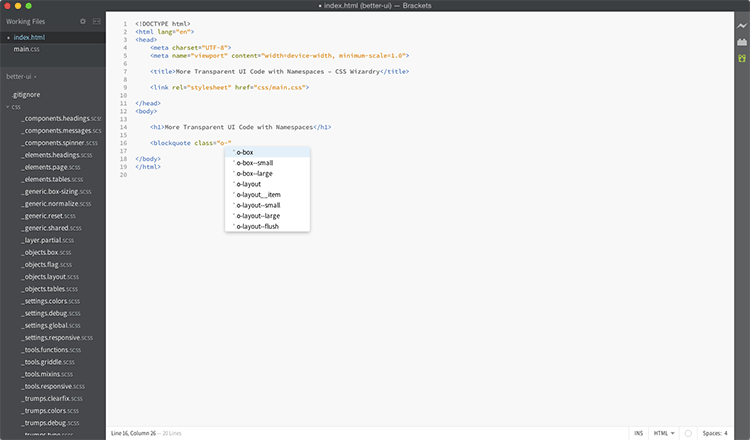 • index.html (better-ui) — Brackets
Working Files
• index.html
main.css
better-ui
.gitignore
css
_components.headings.scss
_components.messages.scss
_components.spinner.scss
_elements.headings.scss
_elements.page.scss
_elements.tables.scss
_generic.box-sizing.scss
_generic.normalize.scss
_generic.reset.scss
_generic.shared.scss
_layer.partial.scss
_objects.box.scss
_objects.flag.scss
_objects.layout.scss
_objects.tables.scss
_settings.colors.scss
_settings.debug.scss
_settings.global.scss
_settings.responsive.scss
_tools.functions.scss
_tools.griddle.scss
_tools.mixins.scss
_tools.responsive.scss
_trumps.clearfix.scss
_trumps.colors.scss
_trumps.debug.scss
_trumps.type.scss
1 <!DOCTYPE html>
2 <html lang="en">
3 <head>
4 <meta charset="UTF-8">
5 <meta name="viewport" content="width=device-width, minimum-scale=1.0">
6
7 <title>More Transparent UI Code with Namespaces – CSS Wizardry</title>
8
9 <link rel="stylesheet" href="css/main.css">
10
11 </head>
12 <body>
13
14 <h1>More Transparent UI Code with Namespaces</h1>
15
16 <blockquote class="o-"
17
18 </body>
19 </html>
20
.o-box
.o-box--small
.o-box--large
.o-layout
.o-layout__item
.o-layout--small
.o-layout--large
.o-layout--flush
Line 16, Column 26 — 20 Lines
INS
HTML
Spaces: 4